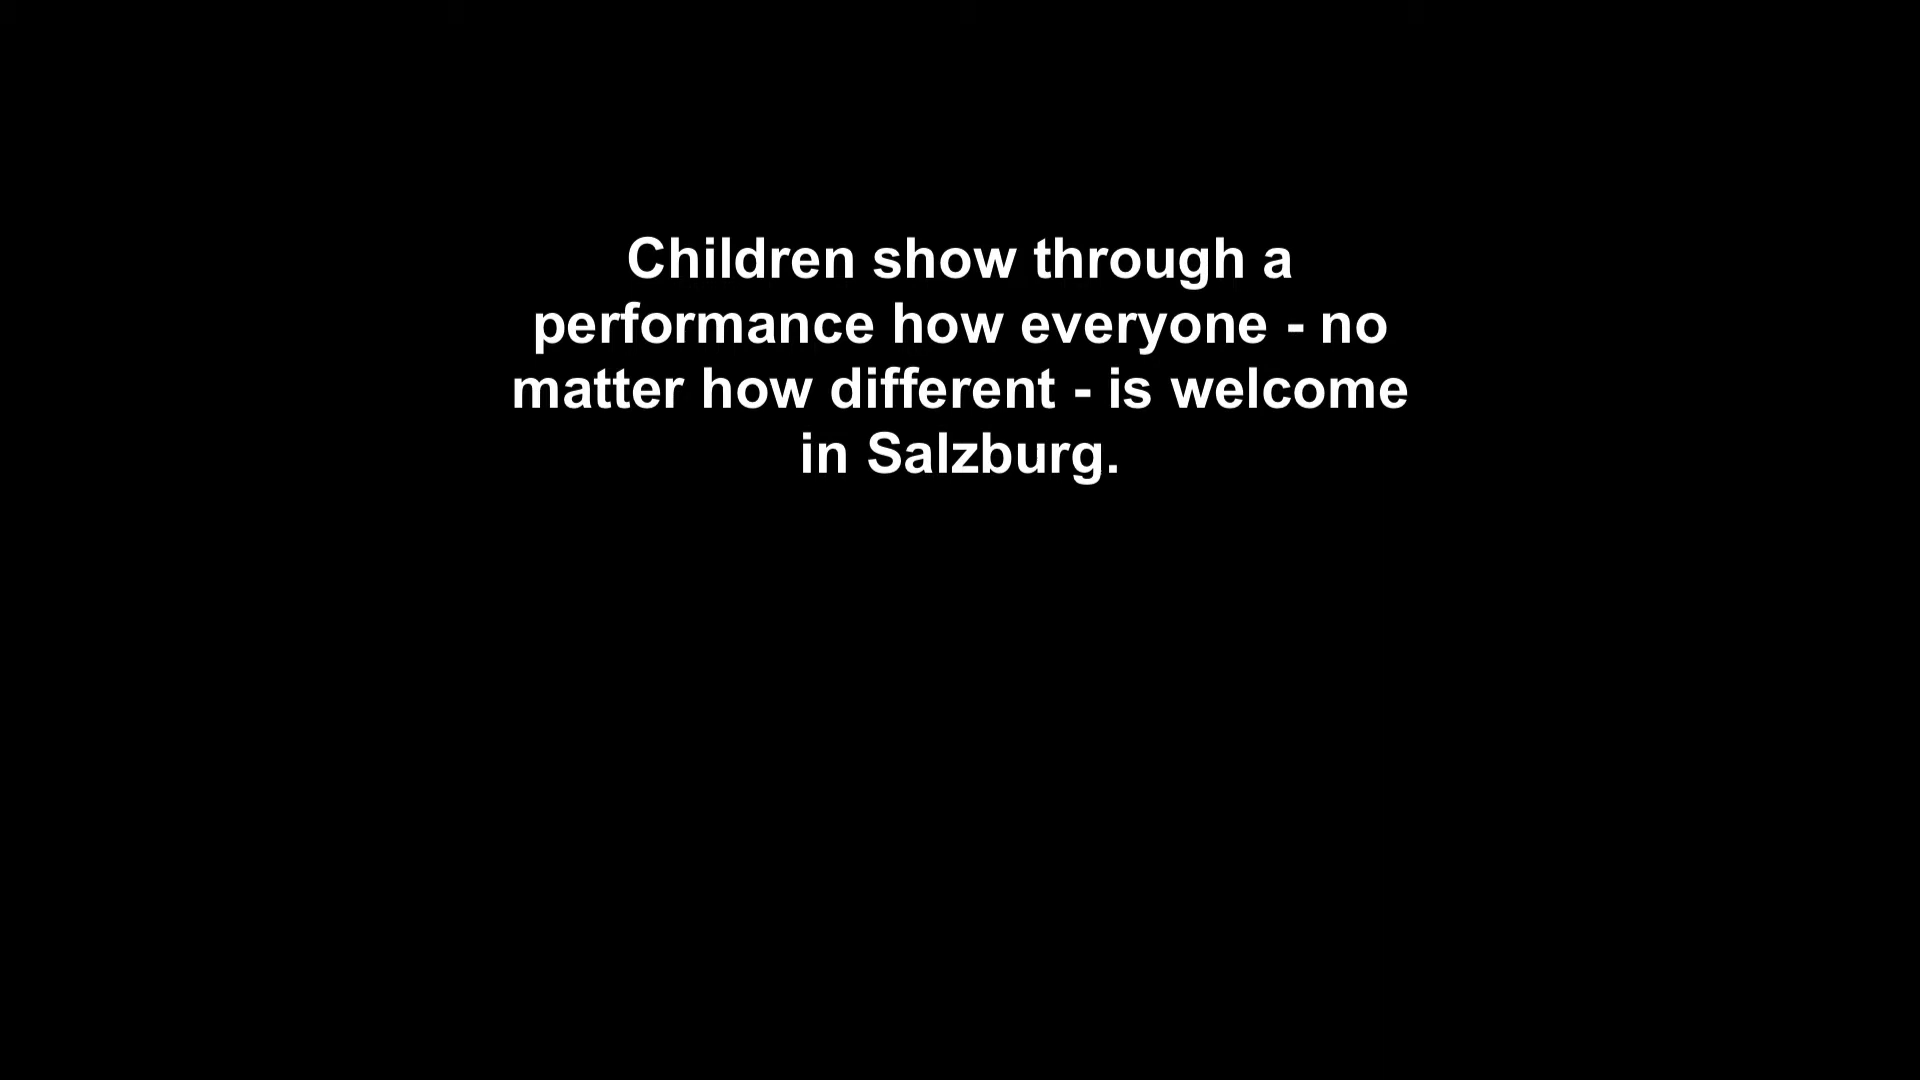 Children show through a
performance how everyone - no
matter how different - is welcome
in Salzburg.